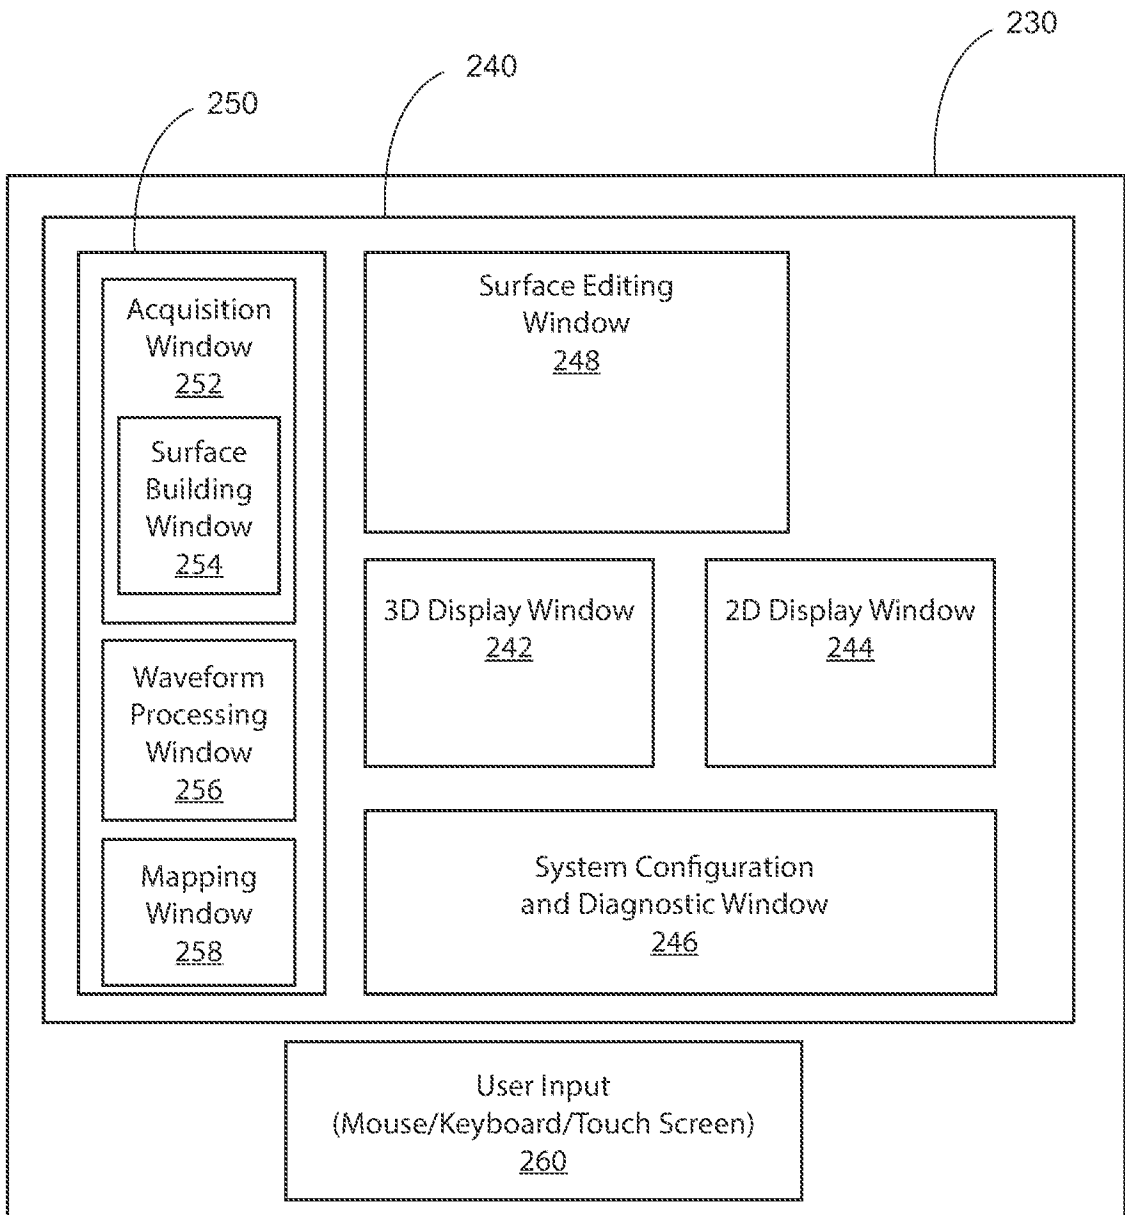 230
240
250
Acquisition
Window
252
Surface
Building
Window
254
Waveform
Processing
Window
256
Mapping
Window
258
Surface Editing
Window
248
3D Display Window
242
2D Display Window
244
System Configuration
and Diagnostic Window
246
User Input
(Mouse/Keyboard/Touch Screen)
260